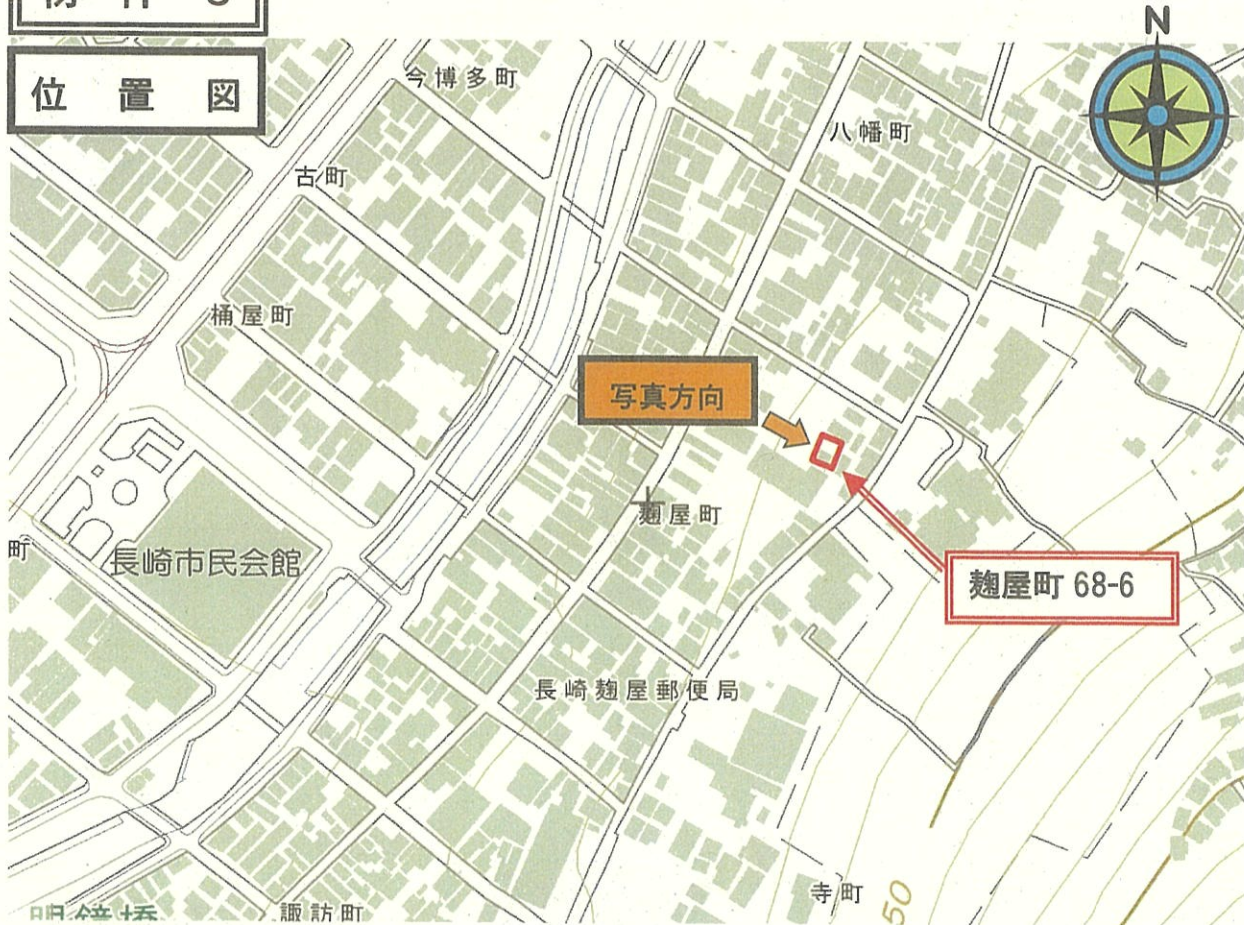 位 置 図
N
今博多町
八幡町
古町
桶屋町
写真方向
麹屋町
町
長崎市民会館
麹屋町 68-6
長崎麹屋郵便局
寺町
50
諏訪町